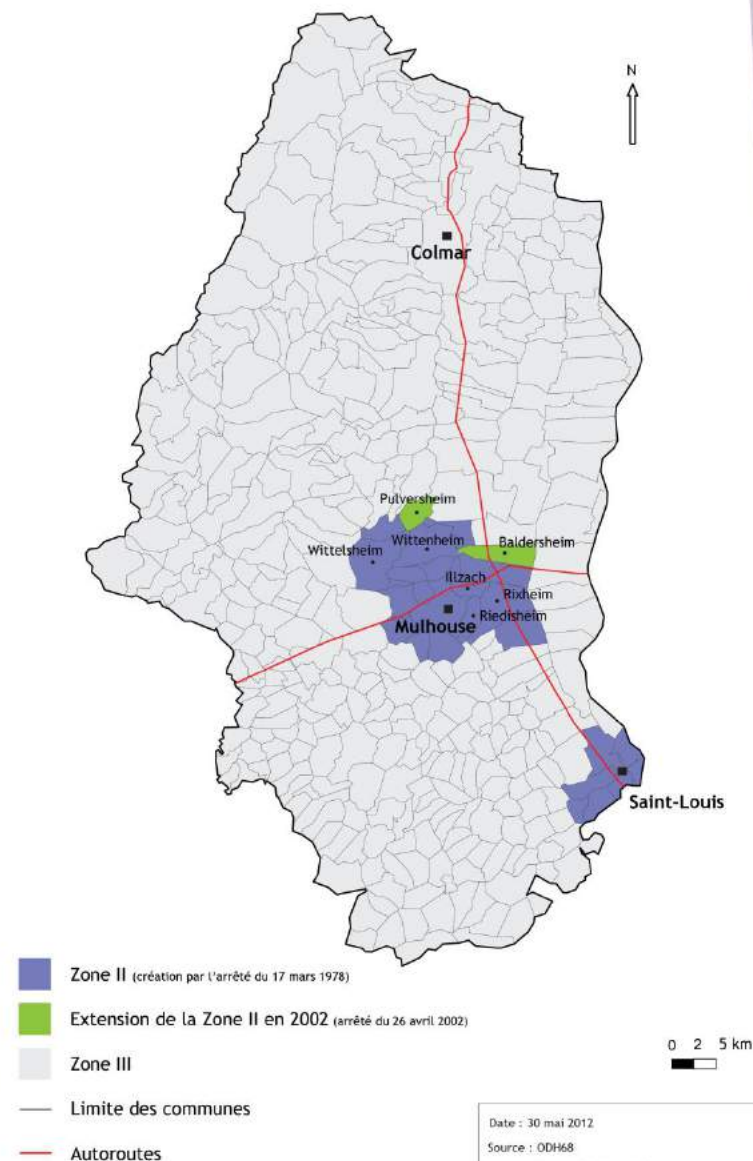 N
Colmar
Pulversheim
Wittelsheim
Wittenheim
Baldersheim
Illzach
Rixheim
Mulhouse
Riedisheim
Saint-Louis
Zone II (création par l'arrêté du 17 mars 1978)
Extension de la Zone II en 2002 (arrêté du 26 avril 2002)
Zone III
0 2 5 km
Limite des communes
Autoroutes
Date : 30 mai 2012
Source : ODH68